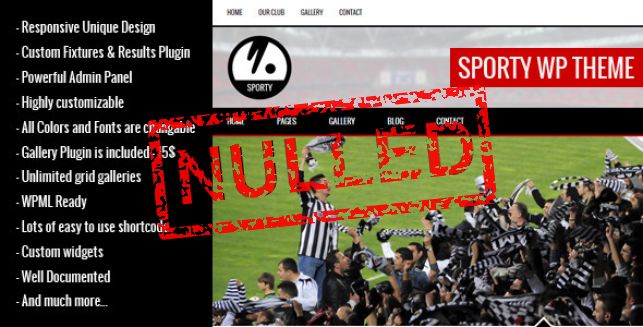 - Responsive Unique Design
- Custom Fixtures & Results Plugin
- Powerful Admin Panel
- Highly customizable
- All Colors and Fonts are changable
- Gallery Plugin is included
- Unlimited grid galleries
- WPML Ready
- Lots of easy to use
- Custom widgets
- Well Documented
- And much more...
HOME OUR CLUB GALLERY CONTACT
SPORTY
SPORTY WP THEME
HOME PAGES GALLERY BLOG CONTACT
NULLED